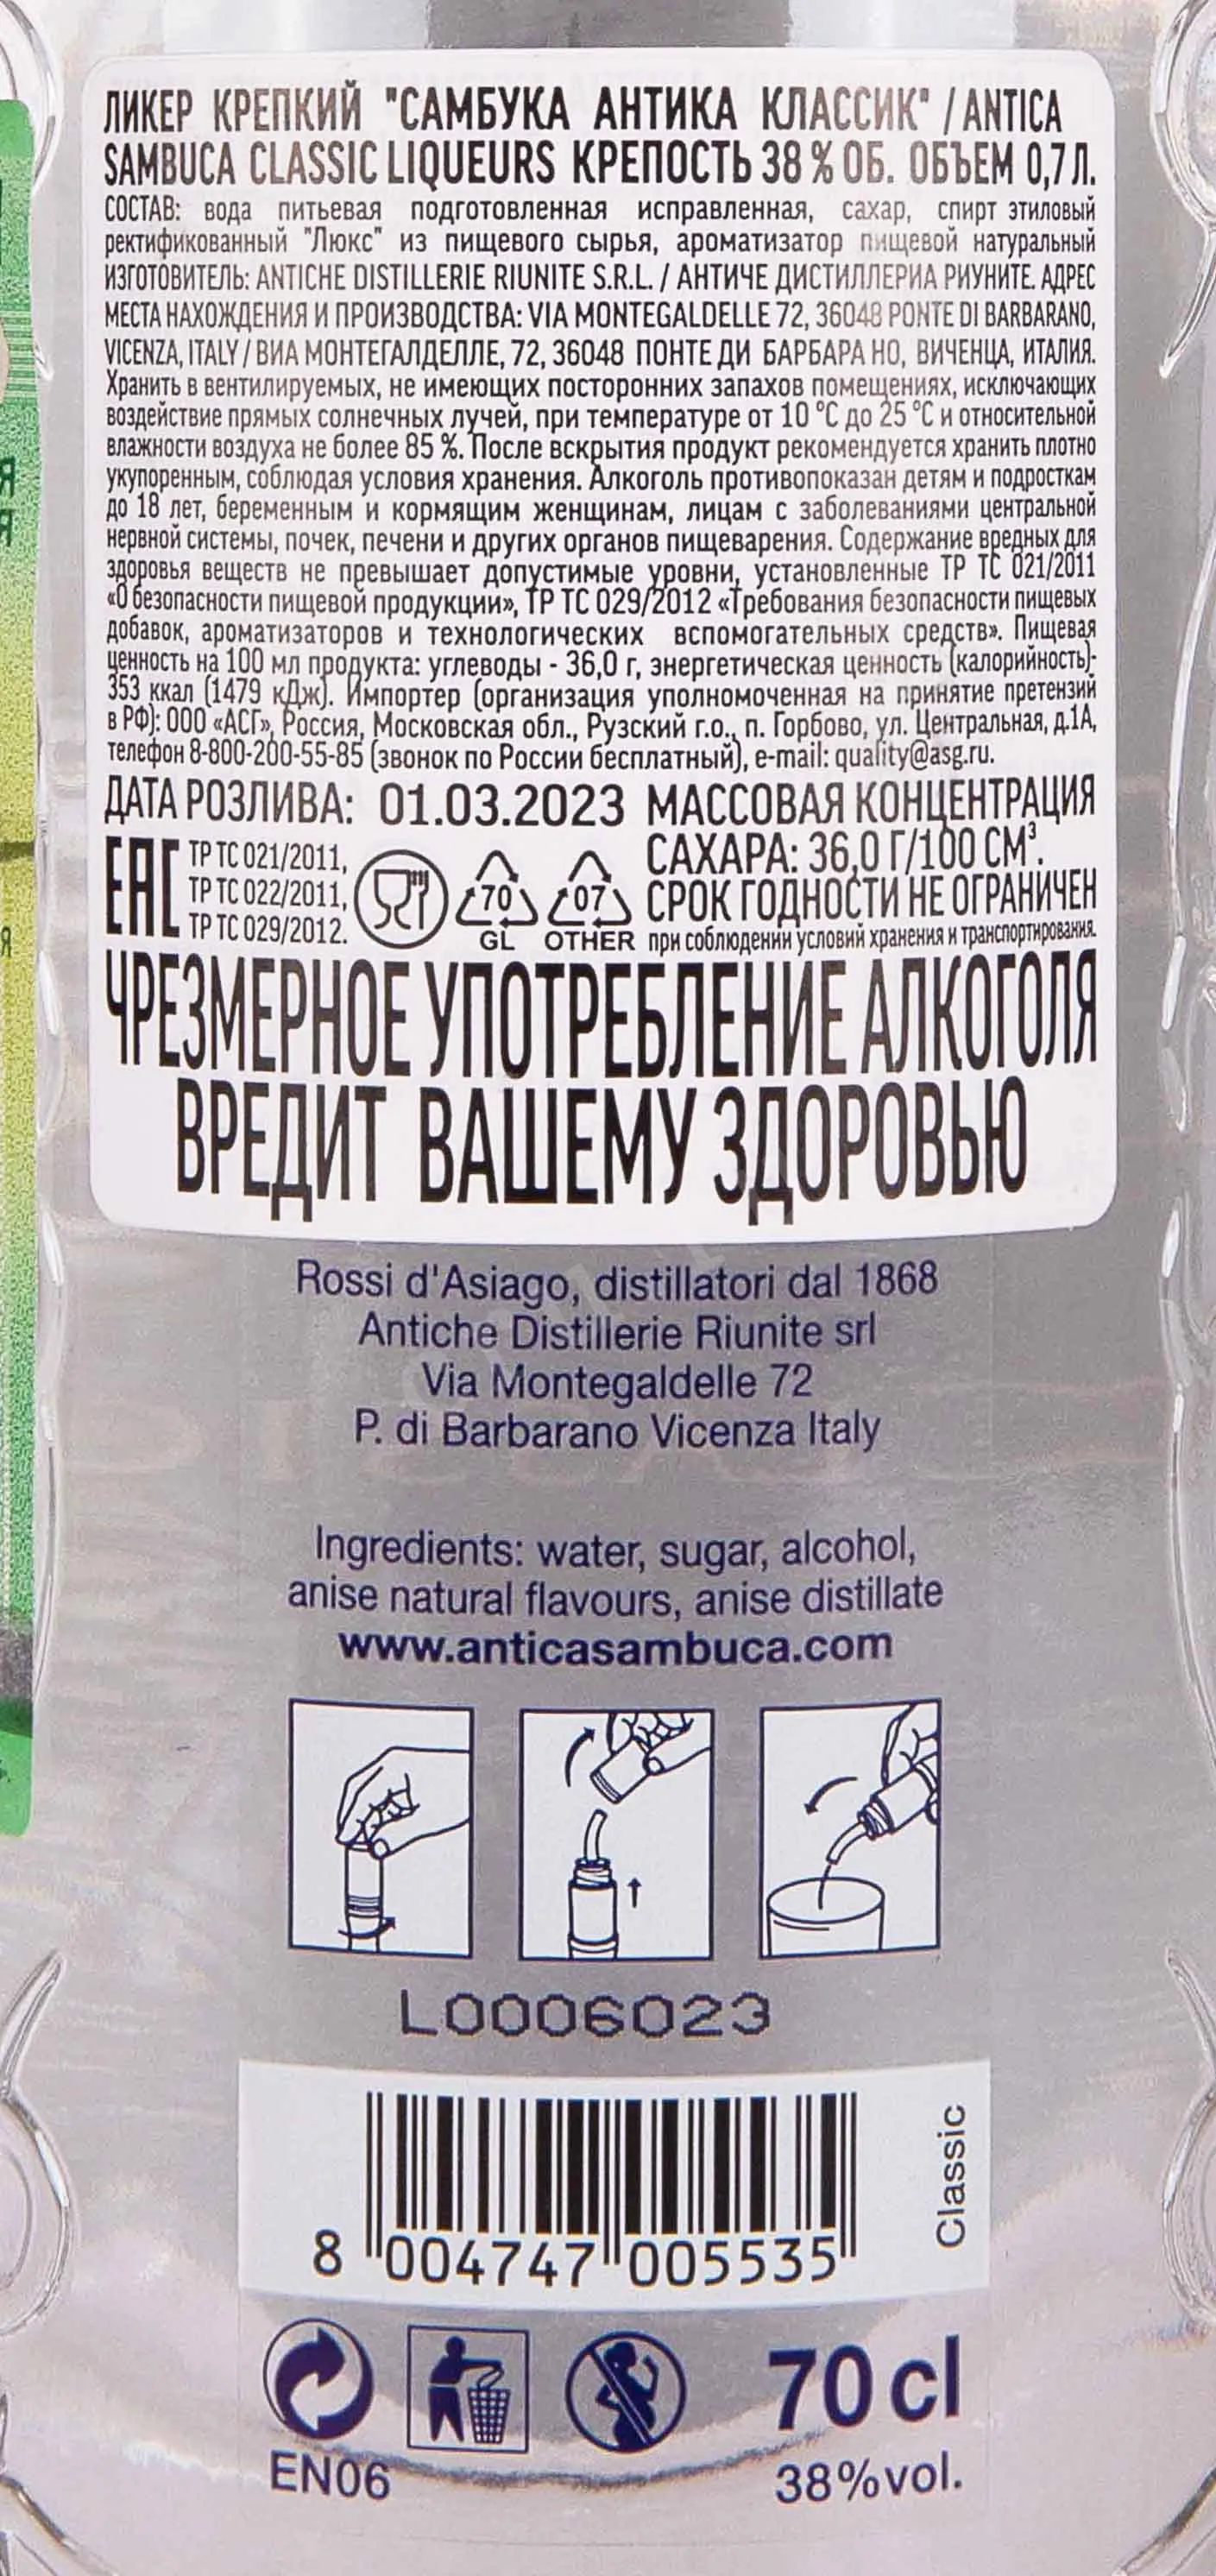 ЛИКЕР КРЕПКИЙ "САМБУКА АНТИКА КЛАССИК" / ANTICA
SAMBUCA CLASSIC LIQUEURS КРЕПОСТЬ 38 % ОБ. ОБЪЕМ 0,7 Л.
СОСТАВ: вода питьевая подготовленная исправленная, сахар, спирт этиловый
ректификованный "Люкс" из пищевого сырья, ароматизатор пищевой натуральный
ИЗГОТОВИТЕЛЬ: ANTICHE DISTILLERIE RIUNITE S.R.L. / АНТИЧЕ ДИСТИЛЛЕРИА РИУНИТЕ. АДРЕС
МЕСТА НАХОЖДЕНИЯ И ПРОИЗВОДСТВА: VIA MONTEGALDELLE 72, 36048 PONTE DI BARBARANO,
VICENZA, ITALY / ВИА МОНТЕГАЛДЕЛЛЕ, 72, 36048 ПОНТЕ ДИ БАРБАРА НО, ВИЧЕНЦА, ИТАЛИЯ.
Хранить в вентилируемых, не имеющих посторонних запахов помещениях, исключающих
воздействие прямых солнечных лучей, при температуре от 10 °С до 25 °С и относительной
влажности воздуха не более 85 %. После вскрытия продукт рекомендуется хранить плотно
укупоренным, соблюдая условия хранения. Алкоголь противопоказан детям и подросткам
до 18 лет, беременным и кормящим женщинам, лицам с заболеваниями центральной
нервной системы, почек, печени и других органов пищеварения. Содержание вредных для
здоровья веществ не превышает допустимые уровни, установленные ТР ТС 021/2011
«О безопасности пищевой продукции», ТР ТС 029/2012 «Требования безопасности пищевых
добавок, ароматизаторов и технологических вспомогательных средств». Пищевая
ценность на 100 мл продукта: углеводы - 36,0 г, энергетическая ценность (калорийность)-
353 ккал (1479 кДж). Импортер (организация уполномоченная на принятие претензий
в РФ): ООО «АСГ», Россия, Московская обл., Рузский г.о., п. Горбово, ул. Центральная, д.1А,
телефон 8-800-200-55-85 (звонок по России бесплатный), e-mail: quality@asg.ru.
ДАТА РОЗЛИВА: 01.03.2023 МАССОВАЯ КОНЦЕНТРАЦИЯ
САХАРА: 36,0 Г/100 СМ³.
EAC ТР ТС 021/2011,
ТР ТС 022/2011,
ТР ТС 029/2012.
70 GL
07 OTHER
СРОК ГОДНОСТИ НЕ ОГРАНИЧЕН
при соблюдении условий хранения и транспортирования.
ЧРЕЗМЕРНОЕ УПОТРЕБЛЕНИЕ АЛКОГОЛЯ
ВРЕДИТ ВАШЕМУ ЗДОРОВЬЮ
Rossi d'Asiago, distillatori dal 1868
Antiche Distillerie Riunite srl
Via Montegaldelle 72
P. di Barbarano Vicenza Italy
Ingredients: water, sugar, alcohol,
anise natural flavours, anise distillate
www.anticasambuca.com
L0006023
8 004747 005535
Classic
70 cl
EN06
38%vol.